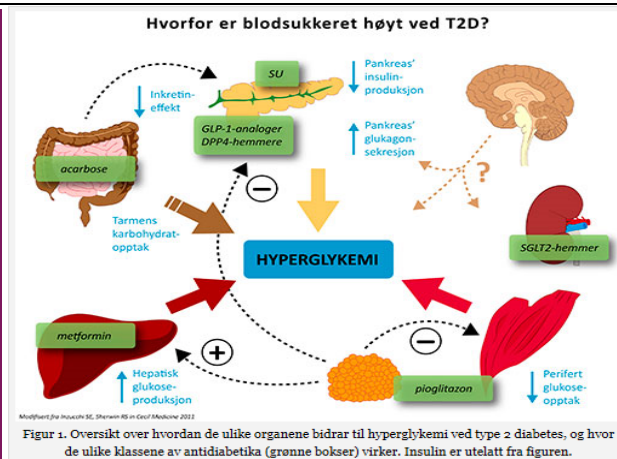 Hvorfor er blodsukkeret høyt ved T2D?
SU
Pankreas'
insulin-
produksjon
Inkretin-
effekt
GLP-1-analoger
DPP4-hemmere
Pankreas'
glukagon-
sekresjon
?
acarbose
−
Tarmens
karbohydrat-
opptak
SGLT2-hemmer
HYPERGLYKEMI
metformin
+
−
Hepatisk
glukose-
produksjon
pioglitazon
Perifert
glukose-
opptak
Modifisert fra Inzucchi SE, Sherwin RS in Cecil Medicine 2011
Figur 1. Oversikt over hvordan de ulike organene bidrar til hyperglykemi ved type 2 diabetes, og hvor
de ulike klassene av antidiabetika (grønne bokser) virker. Insulin er utelatt fra figuren.